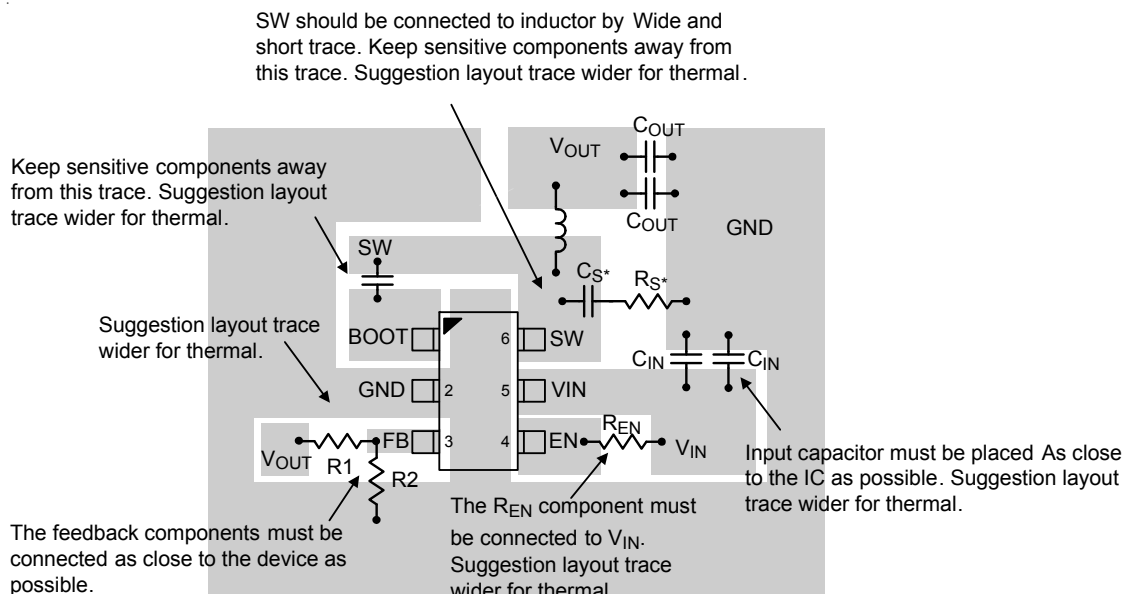 SW should be connected to inductor by Wide and
short trace. Keep sensitive components away from
this trace. Suggestion layout trace wider for thermal.
Keep sensitive components away
from this trace. Suggestion layout
trace wider for thermal.
VOUT
COUT
COUT
GND
SW
CS*
RS*
Suggestion layout trace
wider for thermal.
BOOT
6
SW
CIN
CIN
GND
2
5
VIN
FB
3
4
EN
REN
VIN
VOUT
R1
R2
Input capacitor must be placed As close
to the IC as possible. Suggestion layout
trace wider for thermal.
The feedback components must be
connected as close to the device as
possible.
The REN component must
be connected to VIN.
Suggestion layout trace
wider for thermal